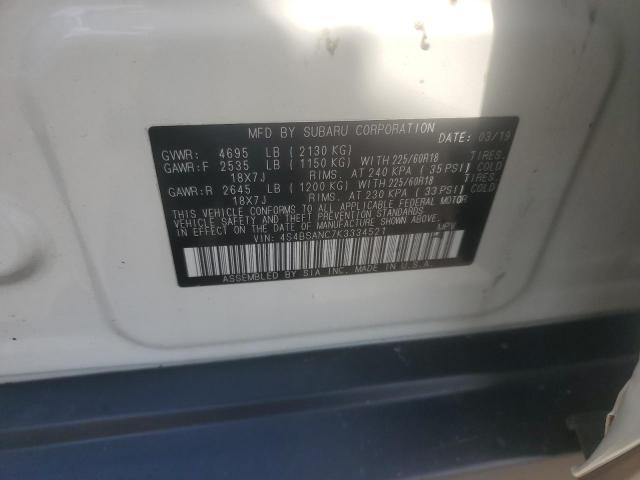 MFD BY SUBARU CORPORATION DATE: 03/19
GVWR: 4695 LB ( 2130 KG)
GAWR:F 2535 LB ( 1150 KG) WITH 225/60R18 TIRES.
18X7J RIMS. AT 240 KPA ( 35 PSI) COLD
GAWR:R 2645 LB ( 1200 KG) WITH 225/60R18 TIRES.
18X7J RIMS. AT 230 KPA ( 33 PSI) COLD
THIS VEHICLE CONFORMS TO ALL APPLICABLE FEDERAL MOTOR
VEHICLE SAFETY AND THEFT PREVENTION STANDARDS
IN EFFECT ON THE DATE OF MANUFACTURE SHOWN ABOVE.
VIN: 4S4BSANC7K3334521 MPV
ASSEMBLED BY SIA INC. MADE IN U.S.A